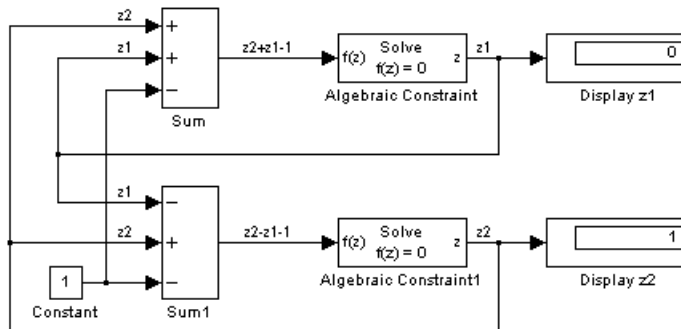 z2
+
z1
+
−
Sum
z2+z1-1
f(z)
Solve
f(z) = 0
z
Algebraic Constraint
z1
0
Display z1
z1
−
z2
+
1
−
Constant
Sum1
z2-z1-1
f(z)
Solve
f(z) = 0
z
Algebraic Constraint1
z2
1
Display z2